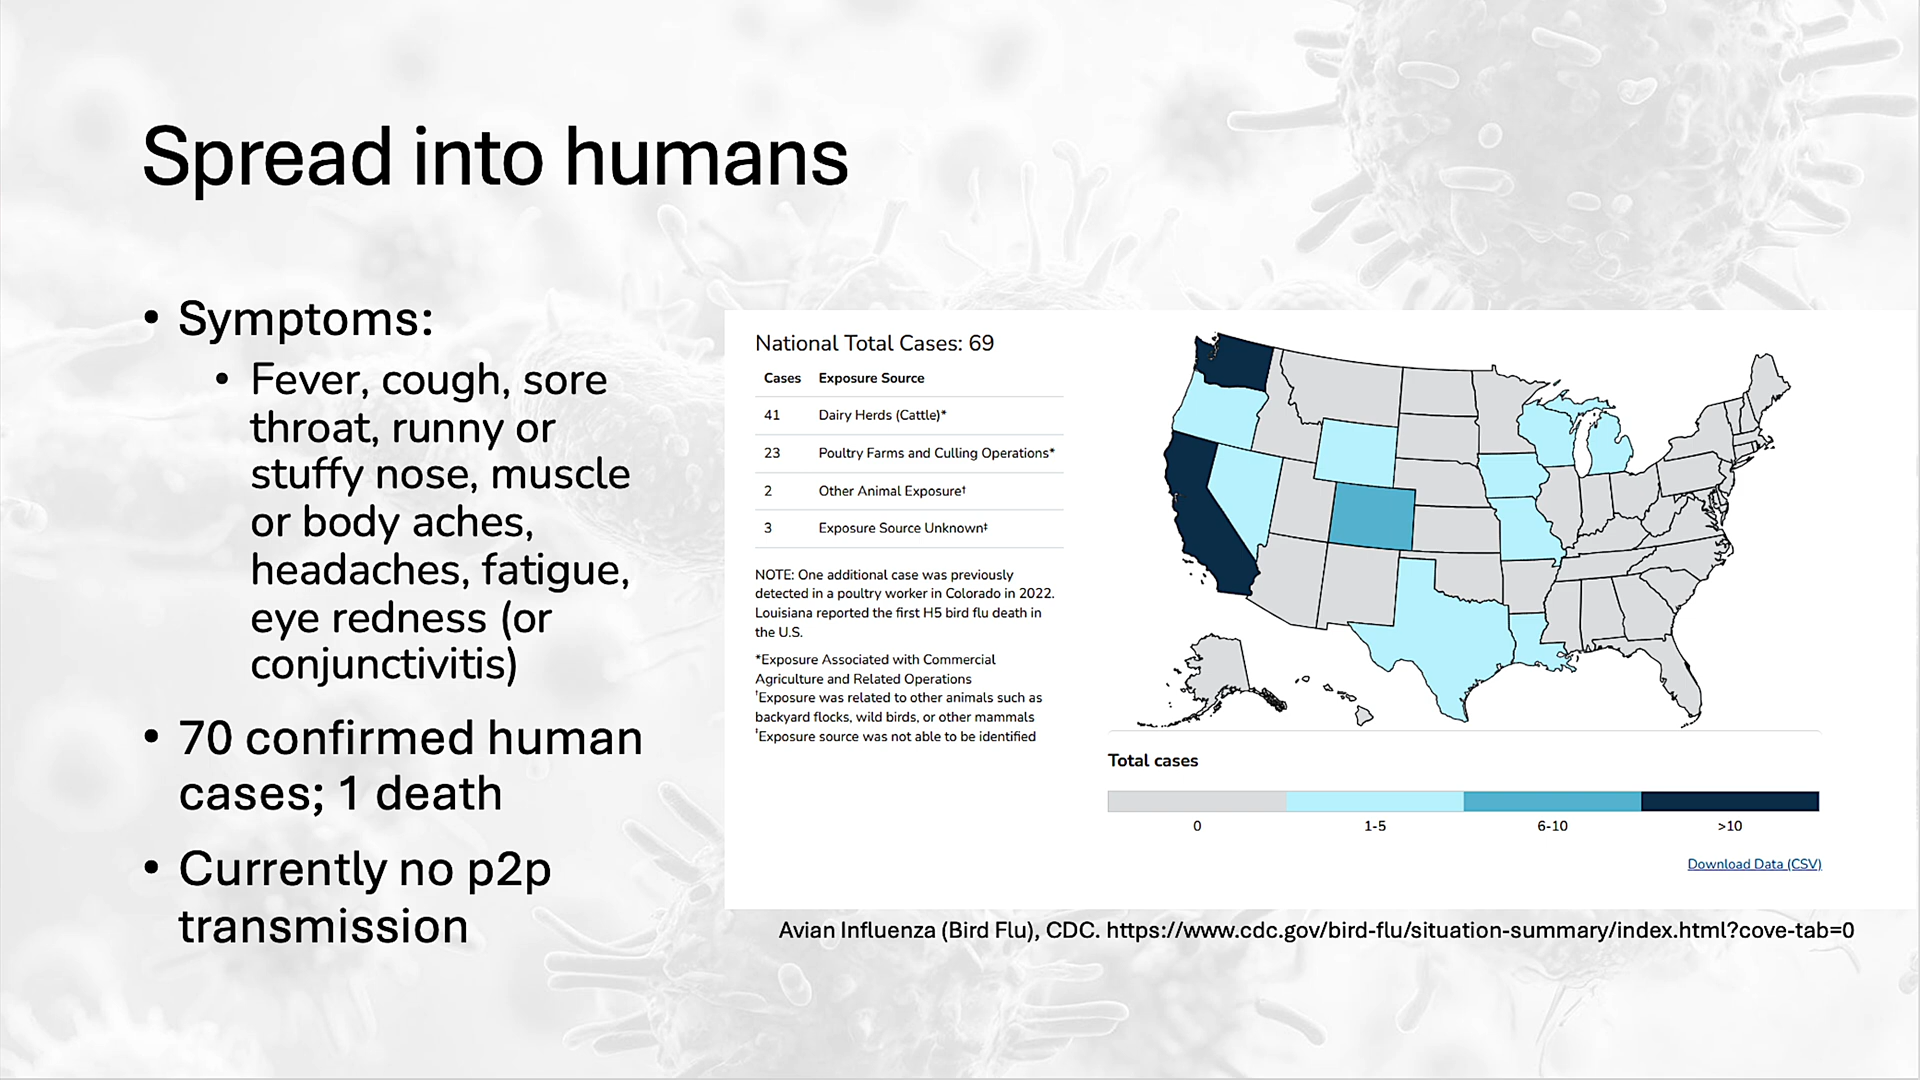 Spread into humans
• Symptoms:
• Fever, cough, sore
throat, runny or
stuffy nose, muscle
or body aches,
headaches, fatigue,
eye redness (or
conjunctivitis)
• 70 confirmed human
cases; 1 death
• Currently no p2p
transmission
National Total Cases: 69
Cases Exposure Source
41 Dairy Herds (Cattle)*
23 Poultry Farms and Culling Operations*
2 Other Animal Exposure†
3 Exposure Source Unknown‡
NOTE: One additional case was previously
detected in a poultry worker in Colorado in 2022.
Louisiana reported the first H5 bird flu death in
the U.S.
*Exposure Associated with Commercial
Agriculture and Related Operations
†Exposure was related to other animals such as
backyard flocks, wild birds, or other mammals
‡Exposure source was not able to be identified
Total cases
0 1-5 6-10 >10
Download Data (CSV)
Avian Influenza (Bird Flu), CDC. https://www.cdc.gov/bird-flu/situation-summary/index.html?cove-tab=0